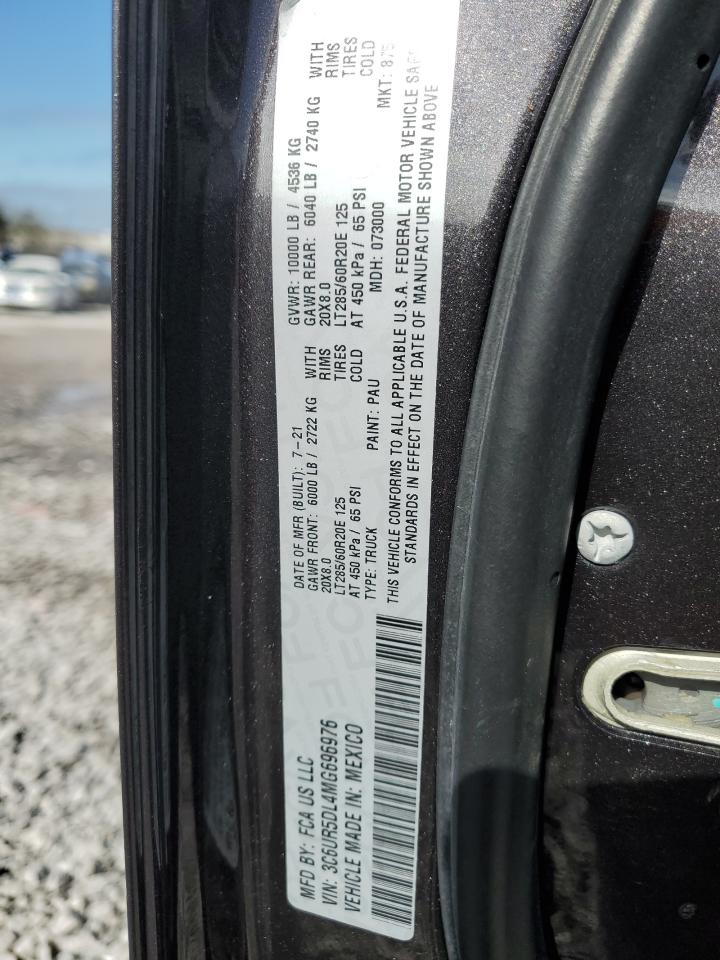 MFD BY: FCA US LLC
DATE OF MFR (BUILT): 7-21
GVWR: 10000 LB / 4536 KG
VIN: 3C6UR5DL4MG696976
VEHICLE MADE IN: MEXICO
GAWR FRONT: 6000 LB / 2722 KG WITH
20X8.0 RIMS
LT285/60R20E 125 TIRES
AT 450 kPa / 65 PSI COLD
GAWR REAR: 6040 LB / 2740 KG WITH
20X8.0 RIMS
LT285/60R20E 125 TIRES
AT 450 kPa / 65 PSI COLD
TYPE: TRUCK PAINT: PAU MDH: 073000 MKT:
THIS VEHICLE CONFORMS TO ALL APPLICABLE U.S.A. FEDERAL MOTOR VEHICLE
STANDARDS IN EFFECT ON THE DATE OF MANUFACTURE SHOWN ABOVE